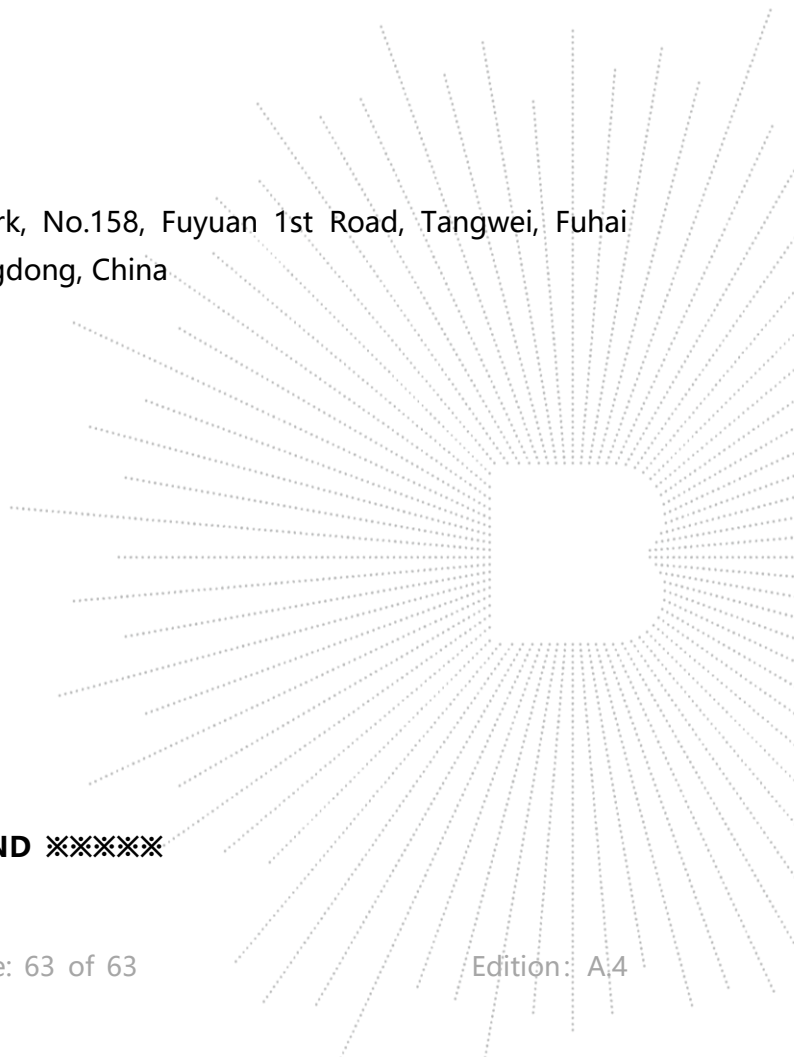 rk, No.158, Fuyuan 1st Road, Tangwei, Fuhai
gdong, China
ND ※※※※※
e: 63 of 63 Edition: A.4